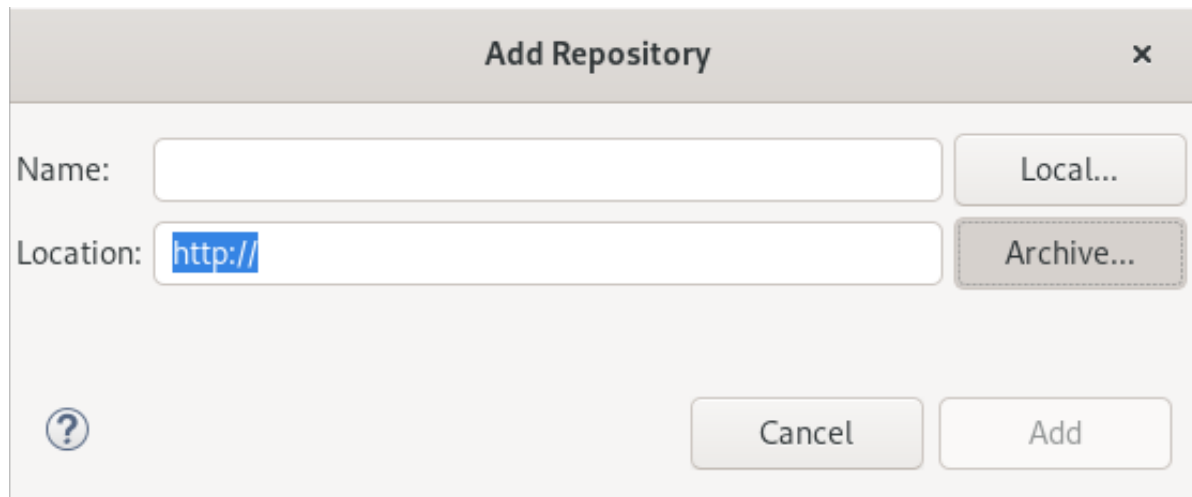 Add Repository ×
Name: Local...
Location: http:// Archive...
? Cancel Add